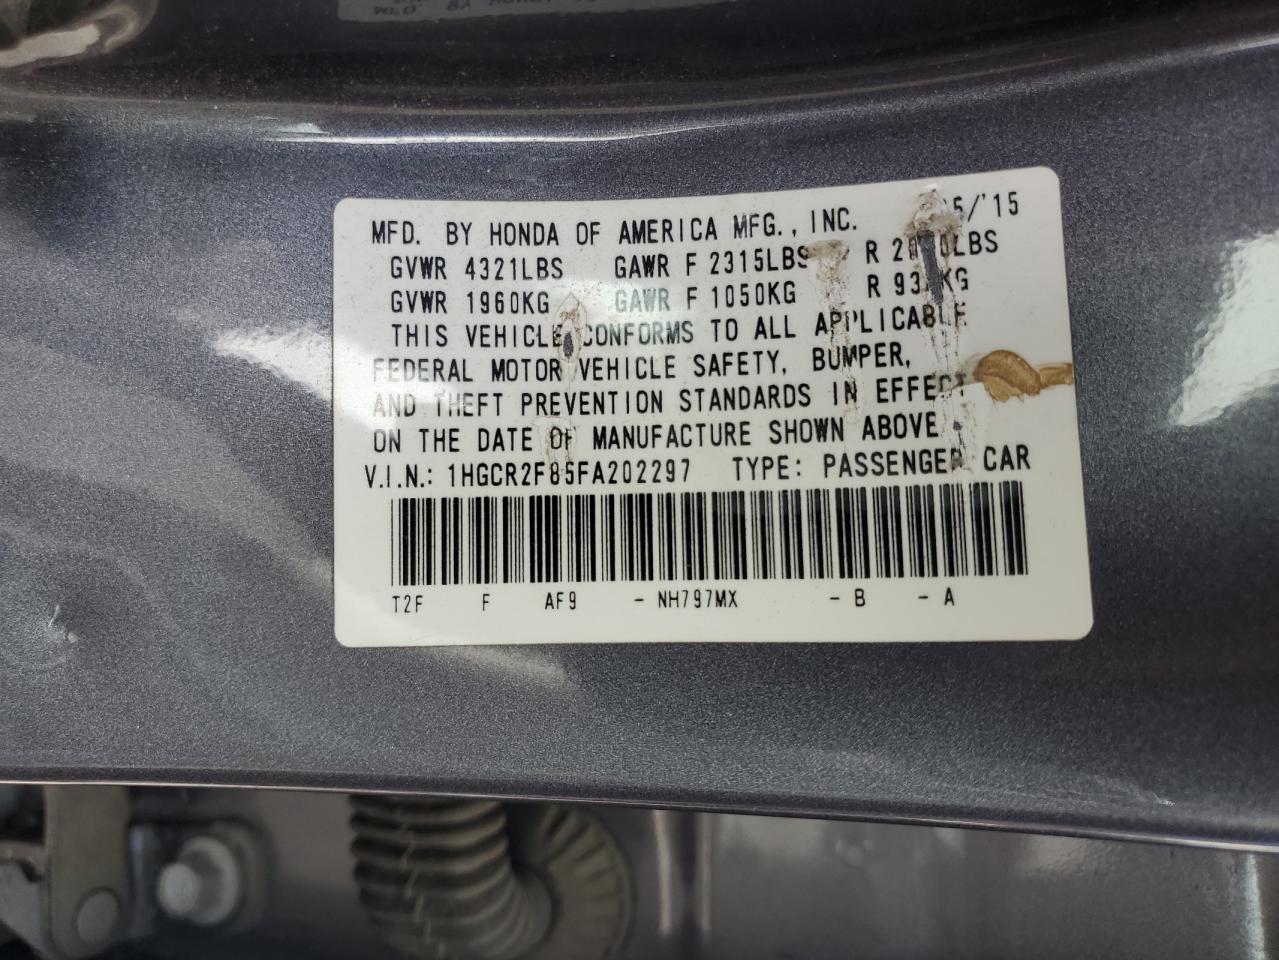 MFD. BY HONDA OF AMERICA MFG., INC. 5/'15
GVWR 4321LBS GAWR F 2315LBS R
GVWR 1960KG GAWR F 1050KG R
THIS VEHICLE CONFORMS TO ALL APPLICABLE
FEDERAL MOTOR VEHICLE SAFETY, BUMPER,
AND THEFT PREVENTION STANDARDS IN EFFECT
ON THE DATE OF MANUFACTURE SHOWN ABOVE.
V.I.N.: 1HGCR2F85FA202297 TYPE: PASSENGER CAR
T2F F AF9 - NH797MX - B - A